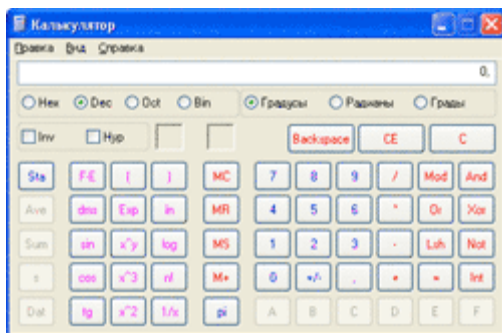 Калькулятор
Правка Вид Справка
0,
Hex Dec Oct Bin Градусы Радианы Грады
Inv Hyp Backspace CE C
Sta F-E ( ) MC 7 8 9 / Mod And
Ave dms Exp ln MR 4 5 6 * Or Xor
Sum sin x^y log MS 1 2 3 - Lsh Not
s cos x^3 n! M+ 0 +/- , + = Int
Dat tg x^2 1/x pi A B C D E F